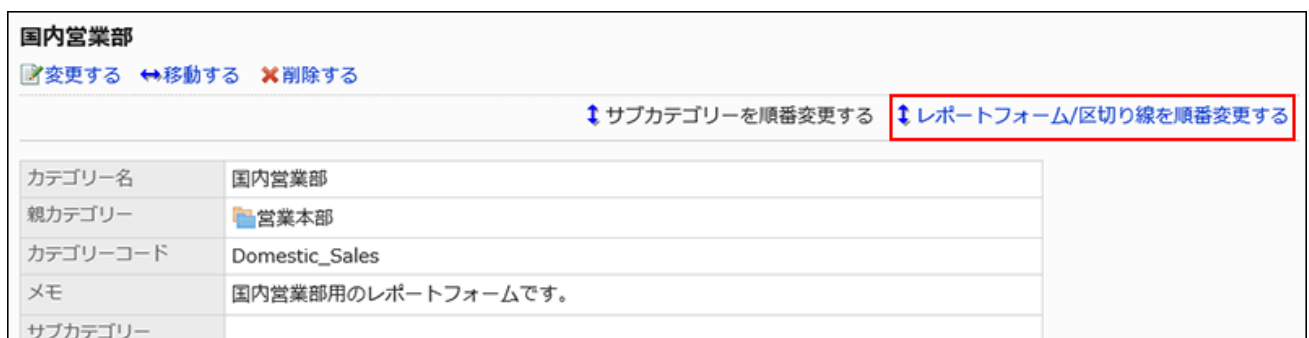 国内営業部
変更する 移動する 削除する
サブカテゴリーを順番変更する レポートフォーム/区切り線を順番変更する
カテゴリー名 国内営業部
親カテゴリー 営業本部
カテゴリーコード Domestic_Sales
メモ 国内営業部用のレポートフォームです。
サブカテゴリー